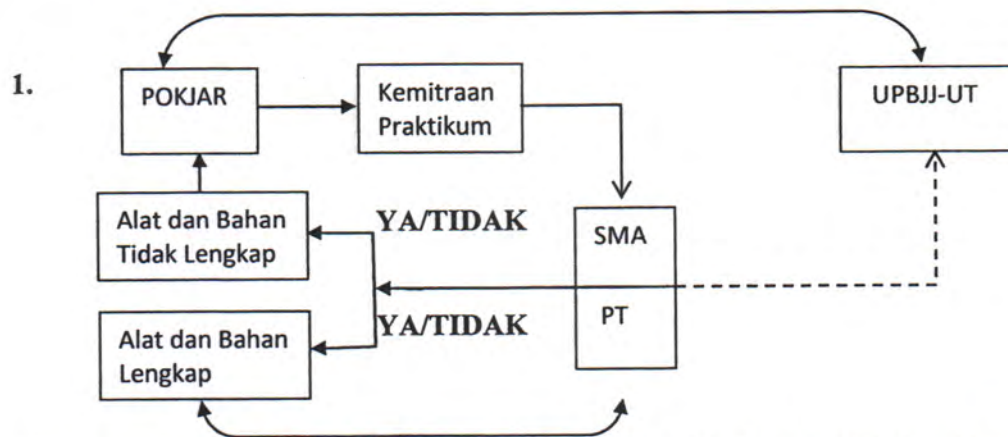 1.
POKJAR
Kemitraan
Praktikum
UPBJJ-UT
Alat dan Bahan
Tidak Lengkap
YA/TIDAK
SMA
PT
YA/TIDAK
Alat dan Bahan
Lengkap